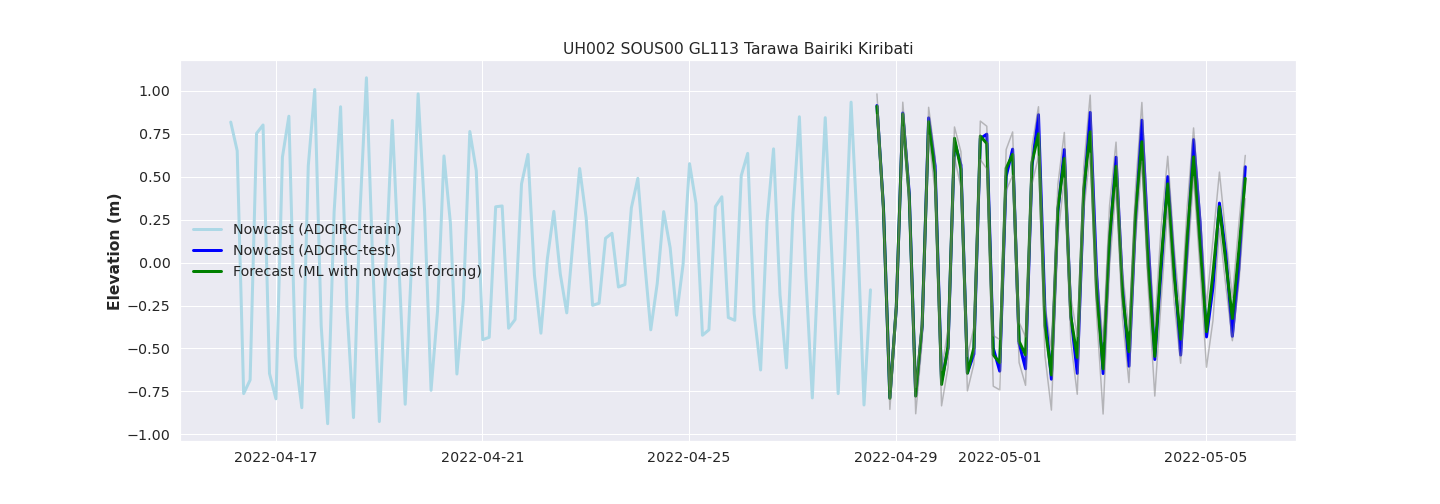 UH002 SOUS00 GL113 Tarawa Bairiki Kiribati
1.00
0.75
0.50
0.25
0.00
−0.25
−0.50
−0.75
−1.00
Elevation (m)
Nowcast (ADCIRC-train)
Nowcast (ADCIRC-test)
Forecast (ML with nowcast forcing)
2022-04-17 2022-04-21 2022-04-25 2022-04-29 2022-05-01 2022-05-05